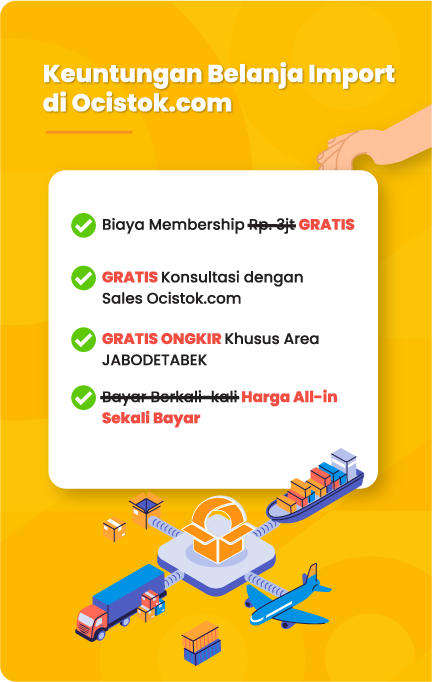 Keuntungan Belanja Import
di Ocistok.com
Biaya Membership Rp. 3jt GRATIS
GRATIS Konsultasi dengan
Sales Ocistok.com
GRATIS ONGKIR Khusus Area
JABODETABEK
Bayar Berkali-kali Harga All-in
Sekali Bayar